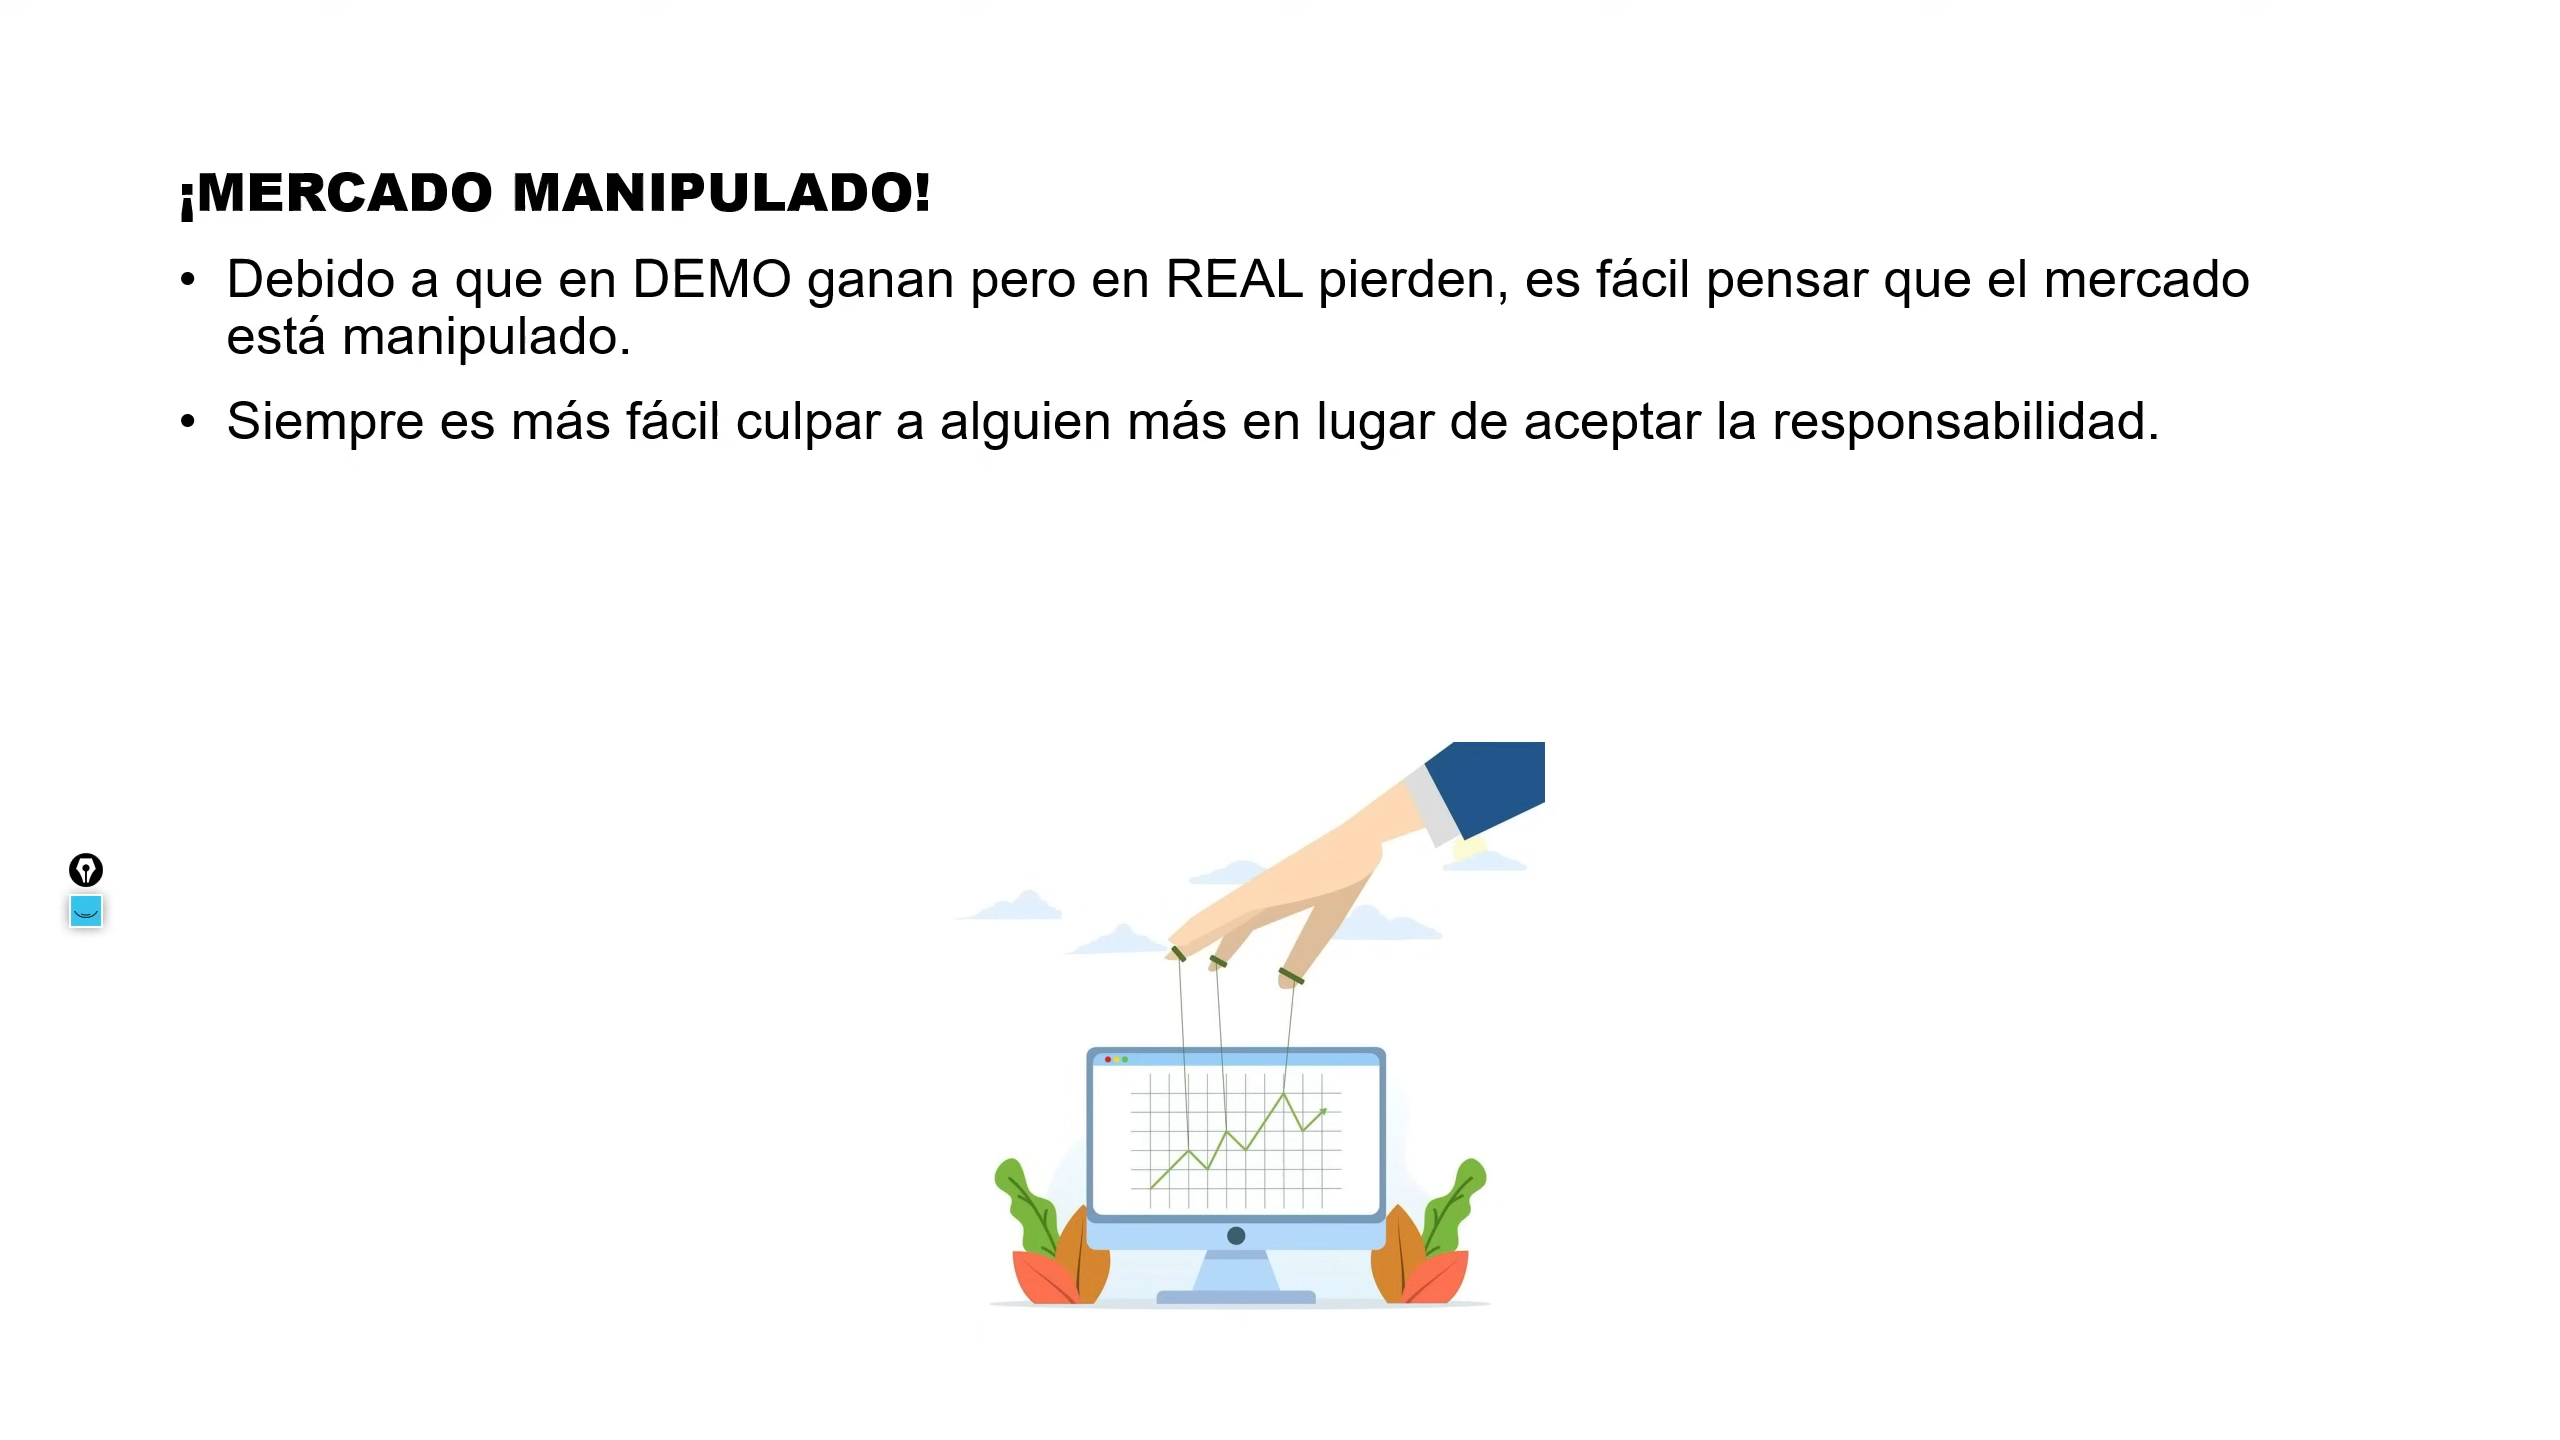 ¡MERCADO MANIPULADO!
• Debido a que en DEMO ganan pero en REAL pierden, es fácil pensar que el mercado
está manipulado.
• Siempre es más fácil culpar a alguien más en lugar de aceptar la responsabilidad.